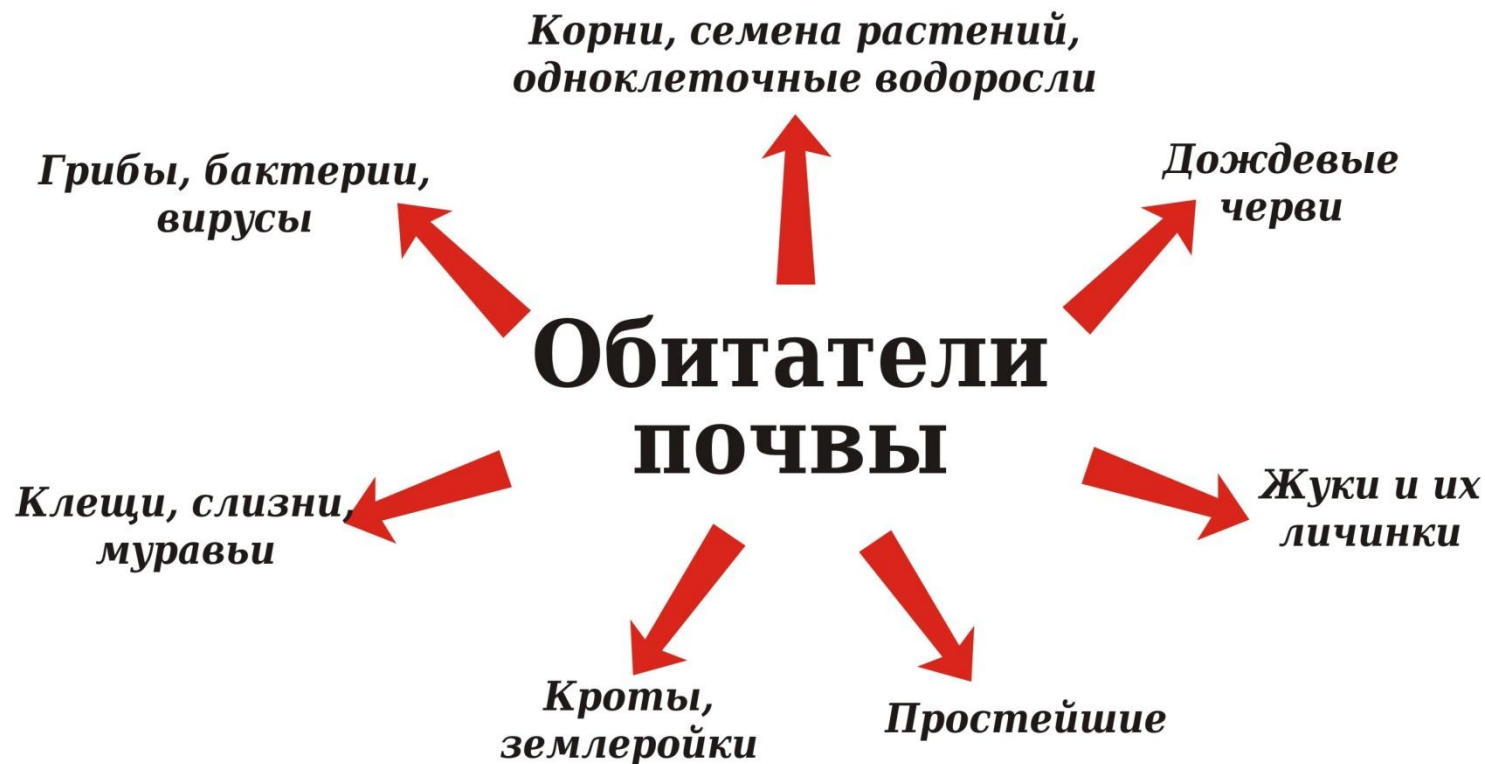 Корни, семена растений,
одноклеточные водоросли
Грибы, бактерии,
вирусы
Дождевые
черви
Обитатели
почвы
Клещи, слизни,
муравьи
Жуки и их
личинки
Кроты,
землеройки
Простейшие